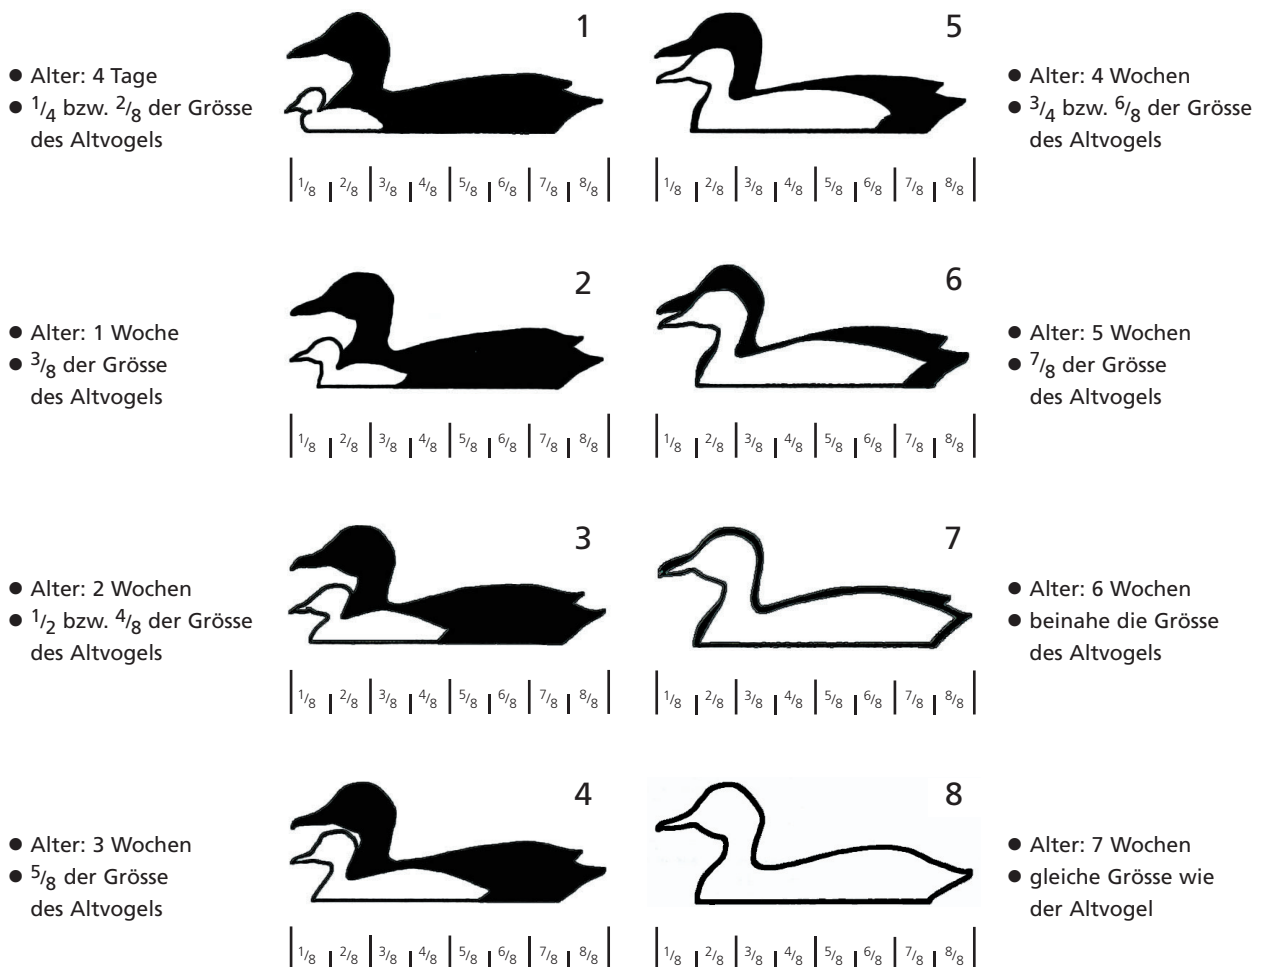 1
● Alter: 4 Tage
● 1/4 bzw. 2/8 der Grösse
des Altvogels
1/8 2/8 3/8 4/8 5/8 6/8 7/8 8/8
2
● Alter: 1 Woche
● 3/8 der Grösse
des Altvogels
1/8 2/8 3/8 4/8 5/8 6/8 7/8 8/8
3
● Alter: 2 Wochen
● 1/2 bzw. 4/8 der Grösse
des Altvogels
1/8 2/8 3/8 4/8 5/8 6/8 7/8 8/8
4
● Alter: 3 Wochen
● 5/8 der Grösse
des Altvogels
1/8 2/8 3/8 4/8 5/8 6/8 7/8 8/8
5
● Alter: 4 Wochen
● 3/4 bzw. 6/8 der Grösse
des Altvogels
1/8 2/8 3/8 4/8 5/8 6/8 7/8 8/8
6
● Alter: 5 Wochen
● 7/8 der Grösse
des Altvogels
1/8 2/8 3/8 4/8 5/8 6/8 7/8 8/8
7
● Alter: 6 Wochen
● beinahe die Grösse
des Altvogels
1/8 2/8 3/8 4/8 5/8 6/8 7/8 8/8
8
● Alter: 7 Wochen
● gleiche Grösse wie
der Altvogel
1/8 2/8 3/8 4/8 5/8 6/8 7/8 8/8